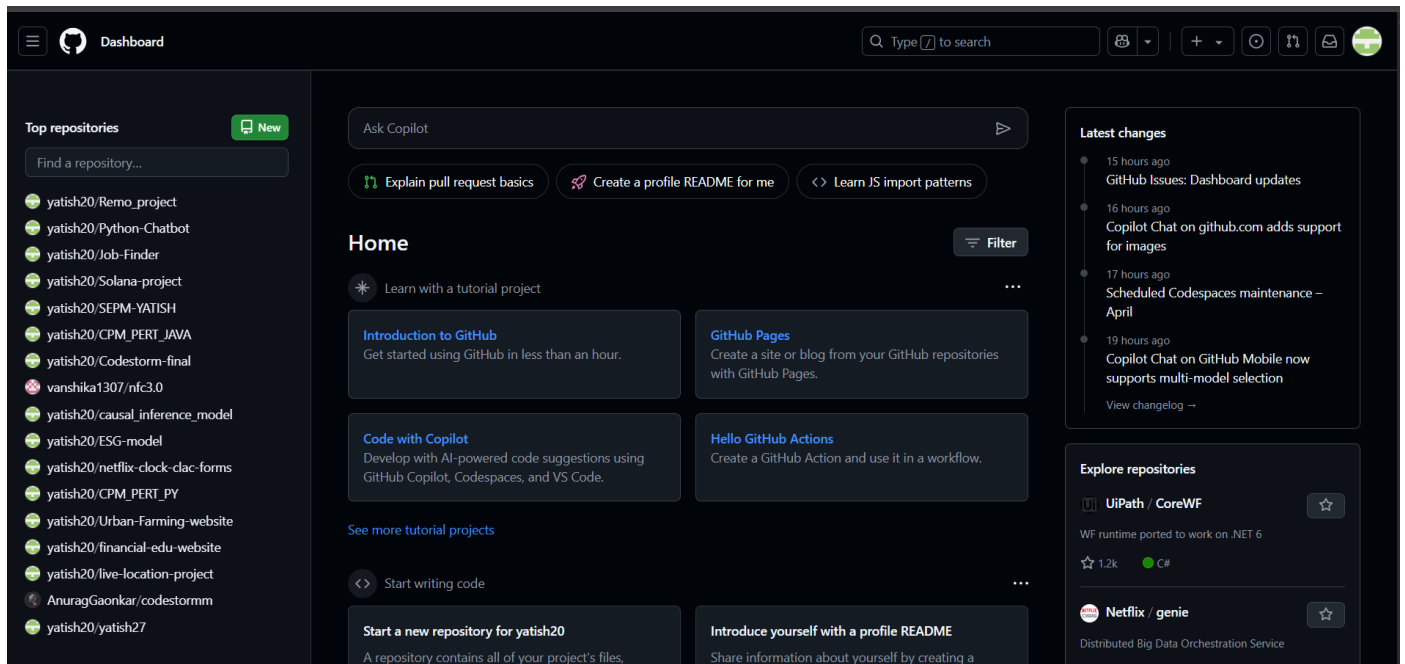 Dashboard
Type / to search
Top repositories
New
Find a repository...
yatish20/Remo_project
yatish20/Python-Chatbot
yatish20/Job-Finder
yatish20/Solana-project
yatish20/SEPM-YATISH
yatish20/CPM_PERT_JAVA
yatish20/Codestorm-final
vanshika1307/nfc3.0
yatish20/causal_inference_model
yatish20/ESG-model
yatish20/netflix-clock-clac-forms
yatish20/CPM_PERT_PY
yatish20/Urban-Farming-website
yatish20/financial-edu-website
yatish20/live-location-project
AnuragGaonkar/codestormm
yatish20/yatish27
Ask Copilot
Explain pull request basics
Create a profile README for me
Learn JS import patterns
Home
Filter
Learn with a tutorial project
Introduction to GitHub
Get started using GitHub in less than an hour.
GitHub Pages
Create a site or blog from your GitHub repositories
with GitHub Pages.
Code with Copilot
Develop with AI-powered code suggestions using
GitHub Copilot, Codespaces, and VS Code.
Hello GitHub Actions
Create a GitHub Action and use it in a workflow.
See more tutorial projects
Start writing code
Start a new repository for yatish20
A repository contains all of your project's files,
Introduce yourself with a profile README
Share information about yourself by creating a
Latest changes
15 hours ago
GitHub Issues: Dashboard updates
16 hours ago
Copilot Chat on github.com adds support
for images
17 hours ago
Scheduled Codespaces maintenance –
April
19 hours ago
Copilot Chat on GitHub Mobile now
supports multi-model selection
View changelog →
Explore repositories
Ui
UiPath / CoreWF
WF runtime ported to work on .NET 6
1.2k
C#
Netflix / genie
Distributed Big Data Orchestration Service